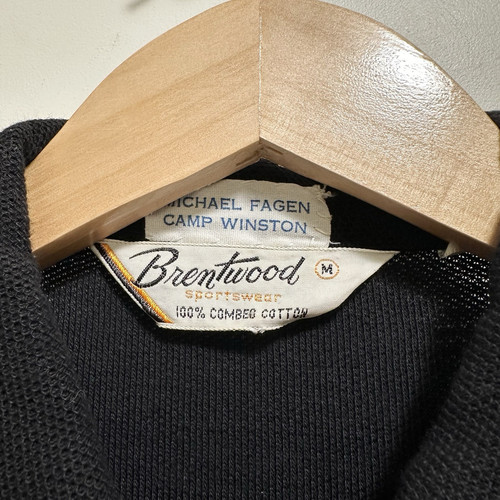 MICHAEL FAGEN
CAMP WINSTON
Brentwood M
sportswear
100% COMBED COTTON